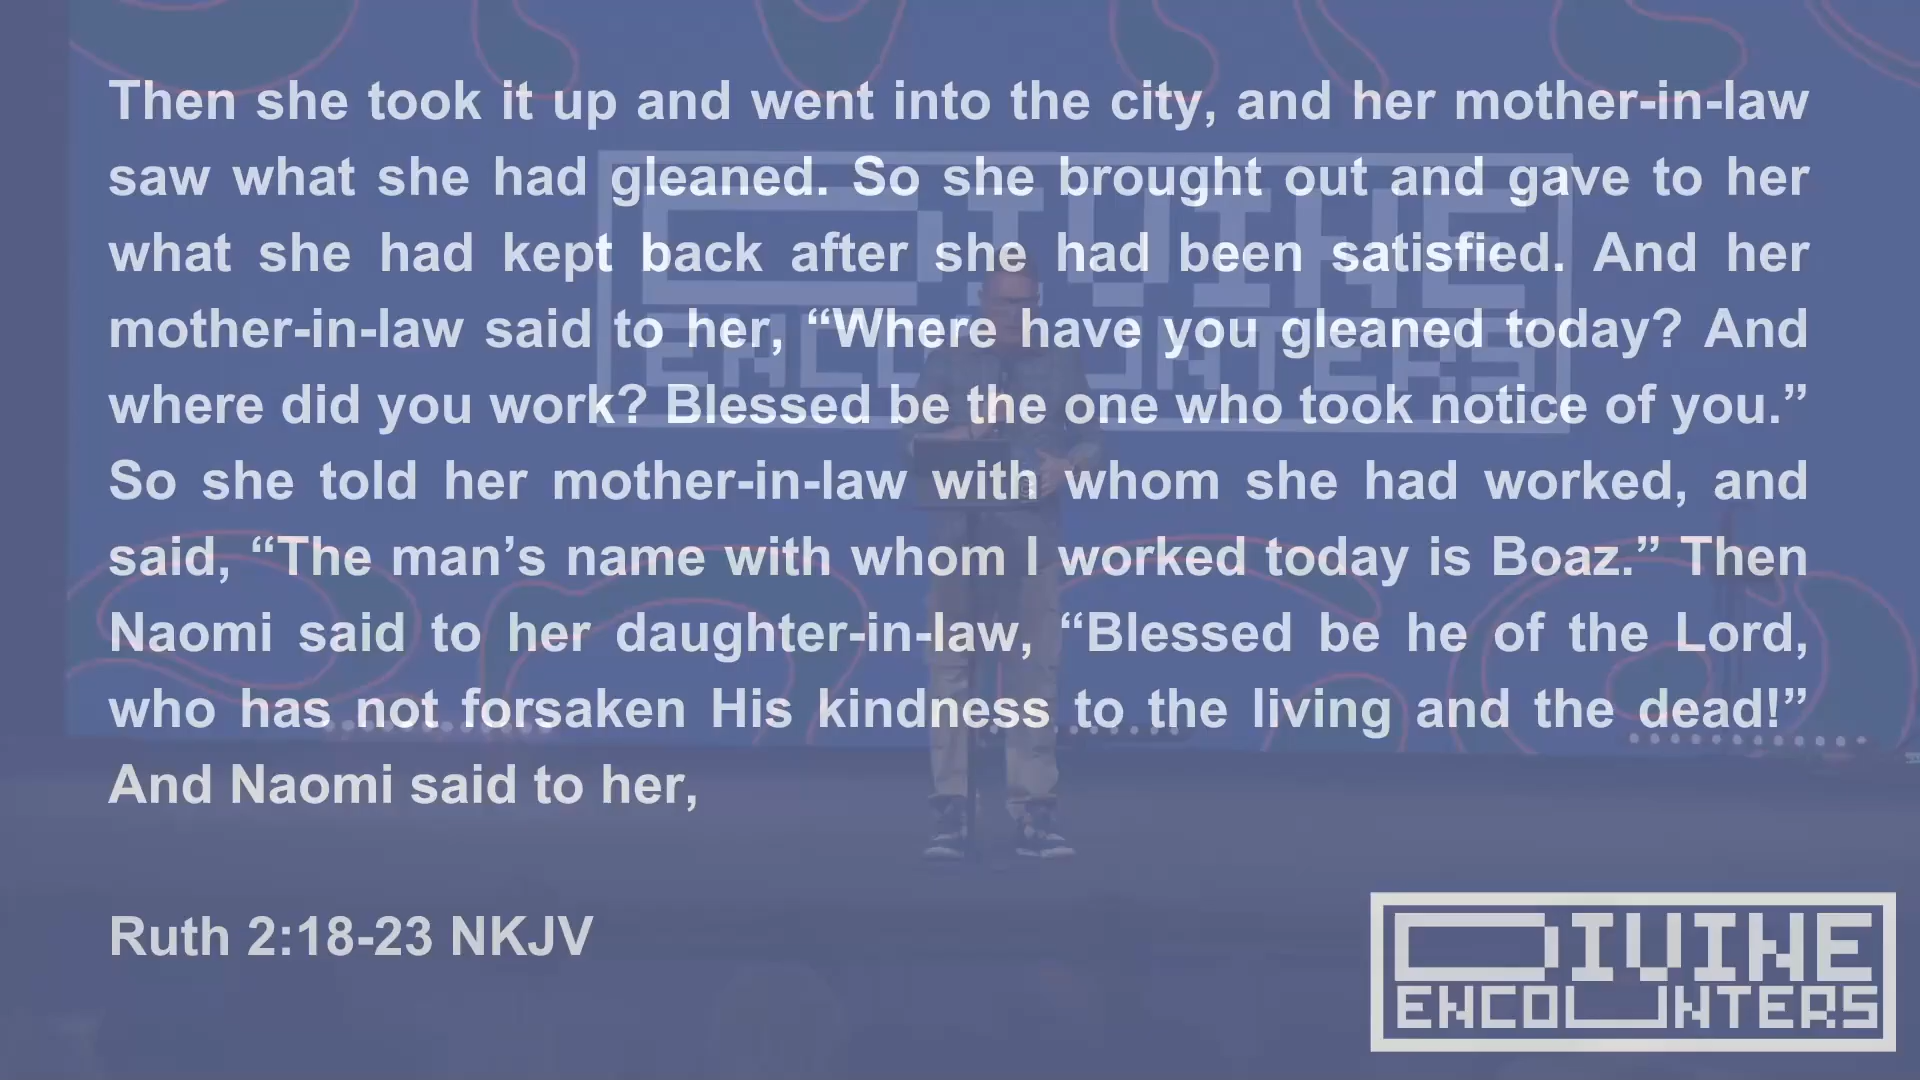 Then she took it up and went into the city, and her mother-in-law
saw what she had gleaned. So she brought out and gave to her
what she had kept back after she had been satisfied. And her
mother-in-law said to her, “Where have you gleaned today? And
where did you work? Blessed be the one who took notice of you.”
So she told her mother-in-law with whom she had worked, and
said, “The man’s name with whom I worked today is Boaz.” Then
Naomi said to her daughter-in-law, “Blessed be he of the Lord,
who has not forsaken His kindness to the living and the dead!”
And Naomi said to her,
Ruth 2:18-23 NKJV
DIVINE
ENCOUNTERS
DIVINE
ENCOUNTERS